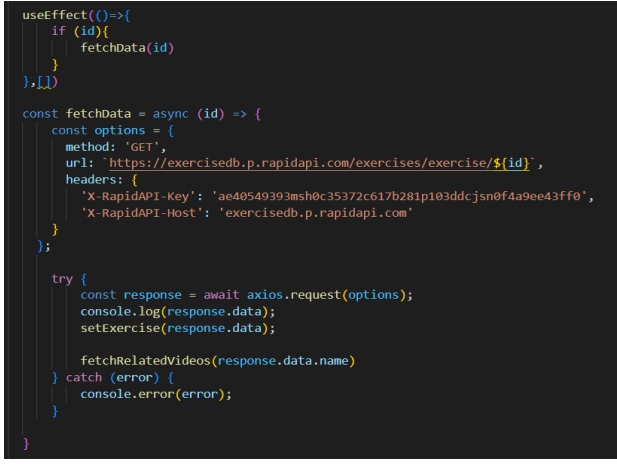 useEffect(()=>{
    if (id){
        fetchData(id)
    }
},[])

const fetchData = async (id) => {
    const options = {
      method: 'GET',
      url: `https://exercisedb.p.rapidapi.com/exercises/exercise/${id}`,
      headers: {
        'X-RapidAPI-Key': 'ae40549393msh0c35372c617b281p103ddcjsn0f4a9ee43ff0',
        'X-RapidAPI-Host': 'exercisedb.p.rapidapi.com'
    }
  };

    try {
        const response = await axios.request(options);
        console.log(response.data);
        setExercise(response.data);

        fetchRelatedVideos(response.data.name)
    } catch (error) {
        console.error(error);
    }

}